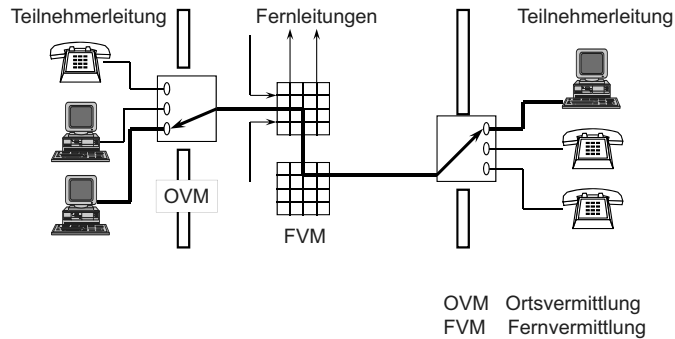 Teilnehmerleitung
Fernleitungen
Teilnehmerleitung
OVM
FVM
OVM Ortsvermittlung
FVM Fernvermittlung